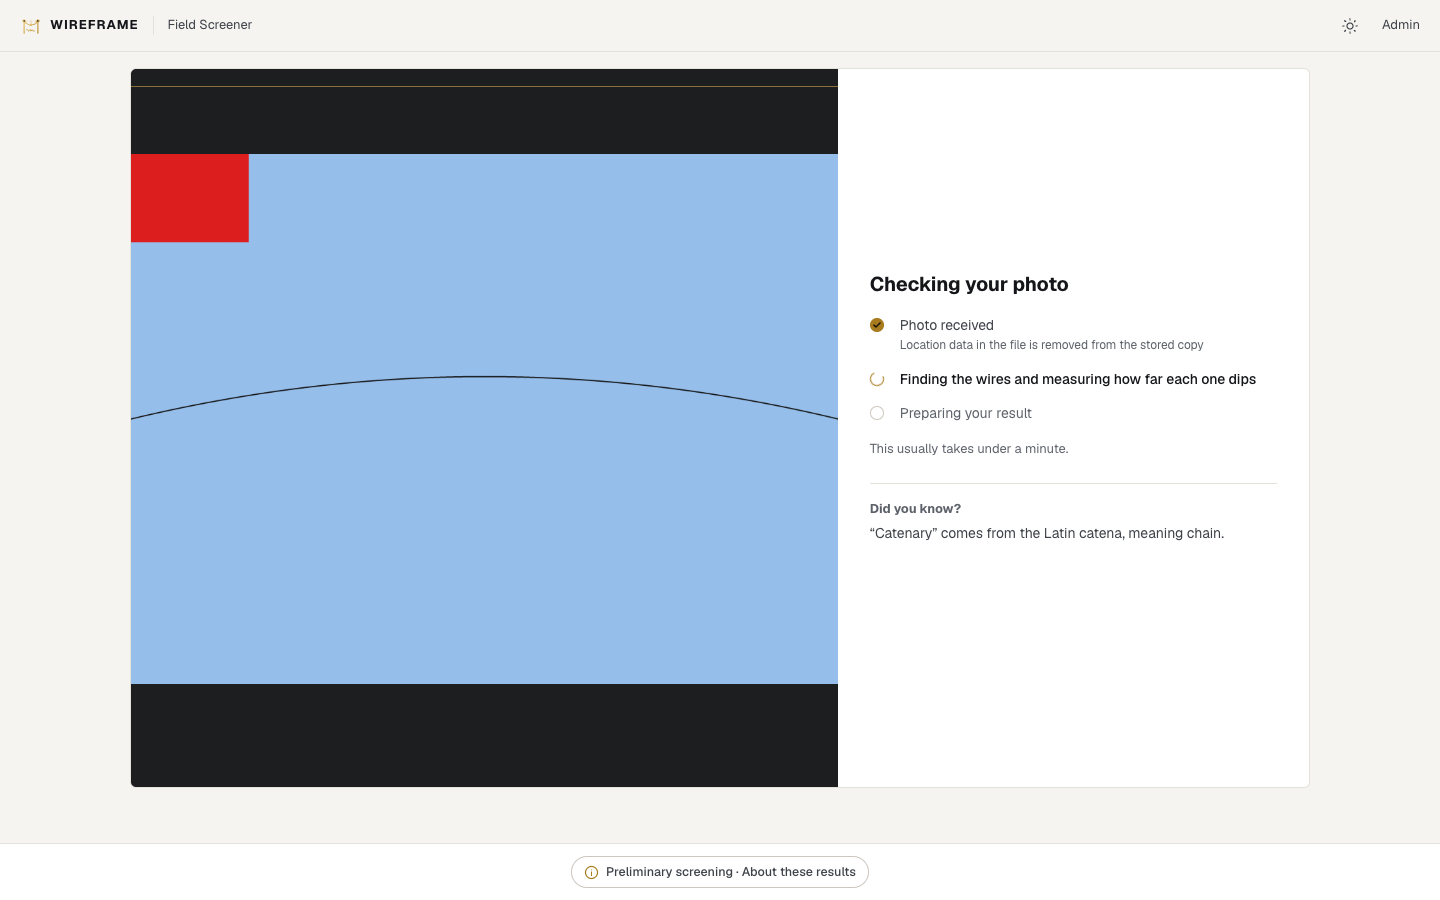 WIREFRAME
Field Screener
Admin
Checking your photo
Photo received
Location data in the file is removed from the stored copy
Finding the wires and measuring how far each one dips
Preparing your result
This usually takes under a minute.
Did you know?
“Catenary” comes from the Latin catena, meaning chain.
Preliminary screening · About these results